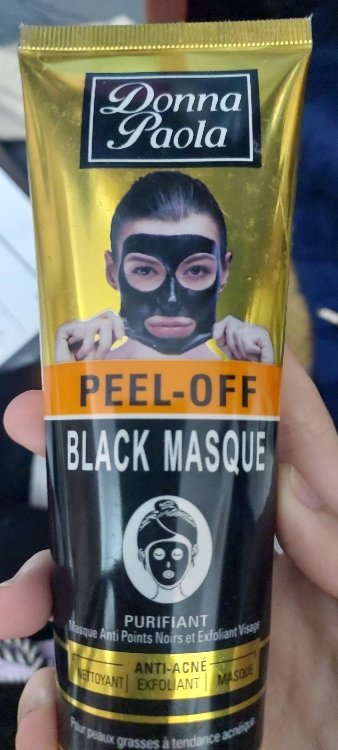 Donna
Paola
PEEL-OFF
BLACK MASQUE
PURIFIANT
Masque Anti Points Noirs et Exfoliant Visage
ANTI-ACNÉ
NETTOYANT EXFOLIANT MASQUE
Pour peaux grasses à tendance acnéique